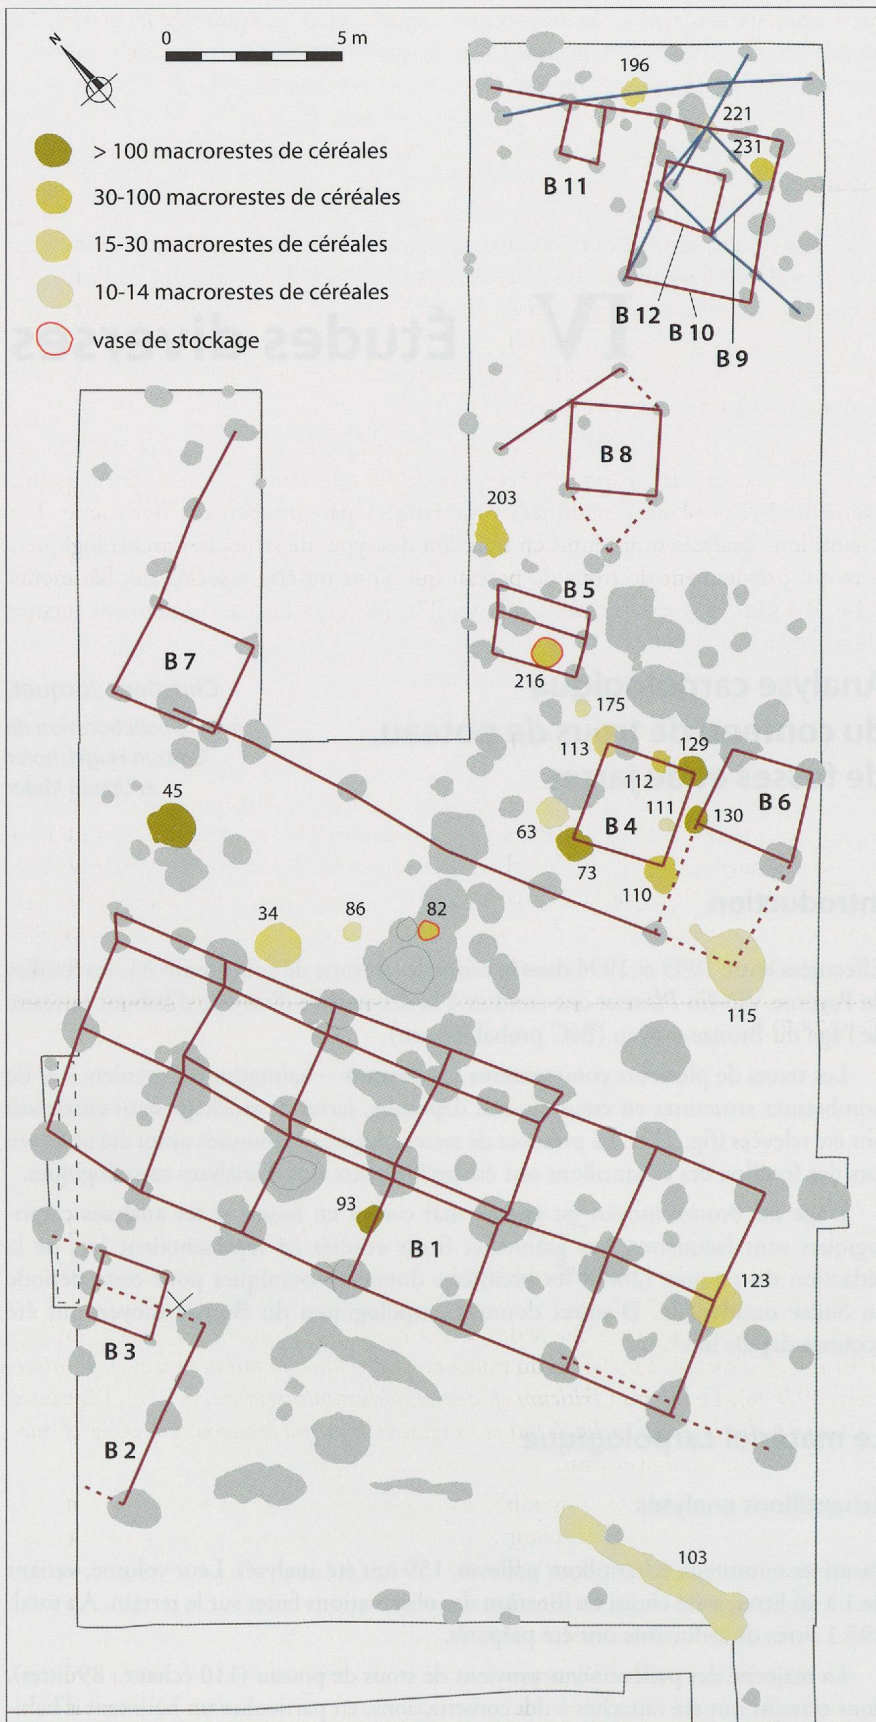 N
0 5 m
> 100 macrorestes de céréales
30-100 macrorestes de céréales
15-30 macrorestes de céréales
10-14 macrorestes de céréales
vase de stockage
196
221
231
B 11
B 12
B 10
B 9
B 8
203
B 5
216
B 7
175
113
112
129
111
130
B 6
B 4
63
73
110
45
34
86
82
115
93
B 1
123
B 3
B 2
103
IV Études diverses